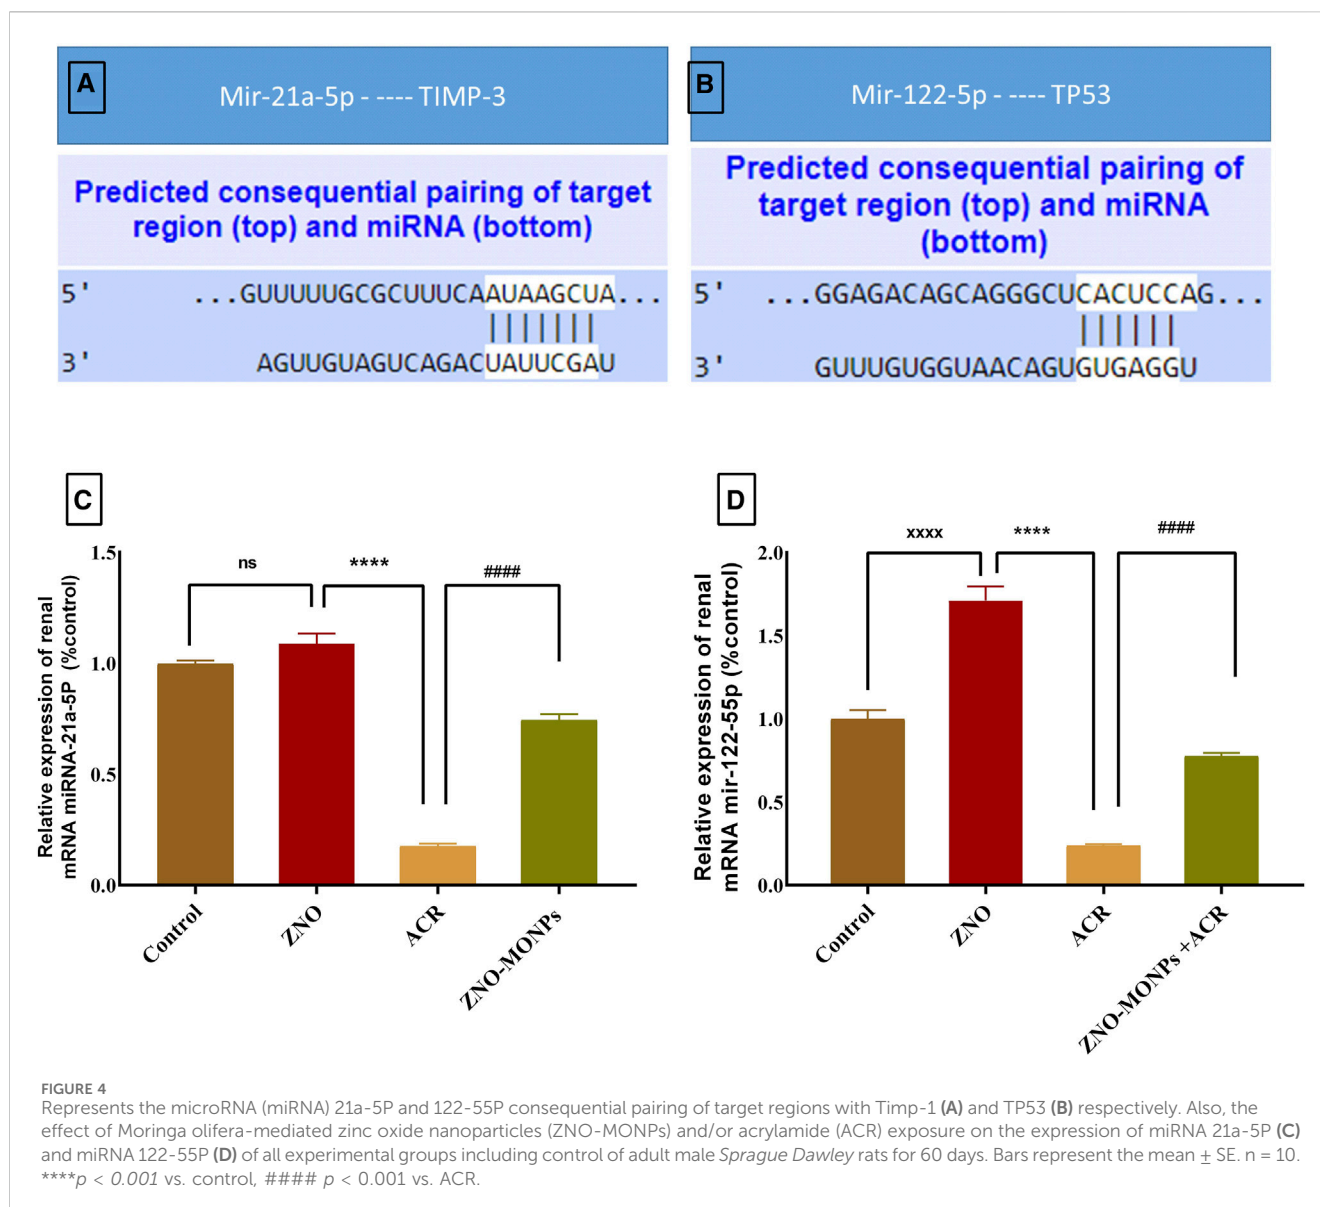 A
Mir-21a-5p - ---- TIMP-3
Predicted consequential pairing of target
region (top) and miRNA (bottom)
5' ...GUUUUUGCGCUUUCAAUAAGCUA...
|||||||
3' AGUUGUAGUCAGACUAUUCGAU
B
Mir-122-5p - ---- TP53
Predicted consequential pairing of
target region (top) and miRNA
(bottom)
5' ...GGAGACAGCAGGGCUCACUCCAG...
||||||
3' GUUUGUGGUAACAGUGUGAGGU
C
Relative expression of renal
mRNA miRNA-21a-5P (%control)
1.5
1.0
0.5
0.0
ns
****
####
Control
ZNO
ACR
ZNO-MONPs
D
Relative expression of renal
mRNA mir-122-55p (%control)
2.0
1.5
1.0
0.5
0.0
xxxx
****
####
Control
ZNO
ACR
ZNO-MONPs +ACR
FIGURE 4
Represents the microRNA (miRNA) 21a-5P and 122-55P consequential pairing of target regions with Timp-1 (A) and TP53 (B) respectively. Also, the
effect of Moringa olifera-mediated zinc oxide nanoparticles (ZNO-MONPs) and/or acrylamide (ACR) exposure on the expression of miRNA 21a-5P (C)
and miRNA 122-55P (D) of all experimental groups including control of adult male Sprague Dawley rats for 60 days. Bars represent the mean ± SE. n = 10.
****p < 0.001 vs. control, #### p < 0.001 vs. ACR.